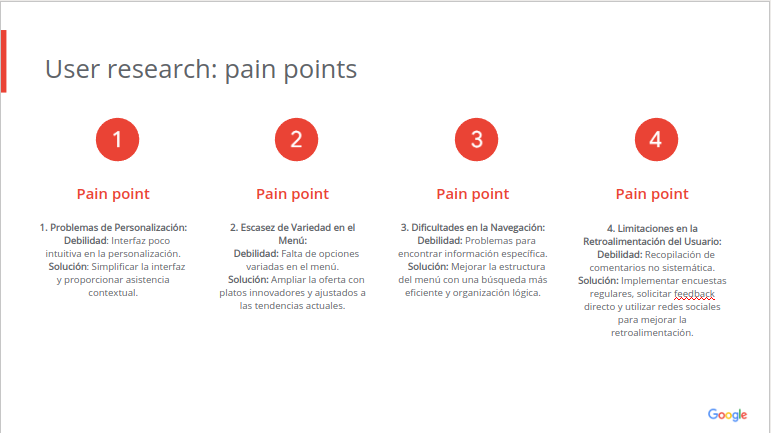 User research: pain points
1
Pain point
1. Problemas de Personalización:
Debilidad: Interfaz poco
intuitiva en la personalización.
Solución: Simplificar la interfaz
y proporcionar asistencia
contextual.
2
Pain point
2. Escasez de Variedad en el
Menú:
Debilidad: Falta de opciones
variadas en el menú.
Solución: Ampliar la oferta con
platos innovadores y ajustados a
las tendencias actuales.
3
Pain point
3. Dificultades en la Navegación:
Debilidad: Problemas para
encontrar información específica.
Solución: Mejorar la estructura
del menú con una búsqueda más
eficiente y organización lógica.
4
Pain point
4. Limitaciones en la
Retroalimentación del Usuario:
Debilidad: Recopilación de
comentarios no sistemática.
Solución: Implementar encuestas
regulares, solicitar feedback
directo y utilizar redes sociales
para mejorar la
retroalimentación.
Google